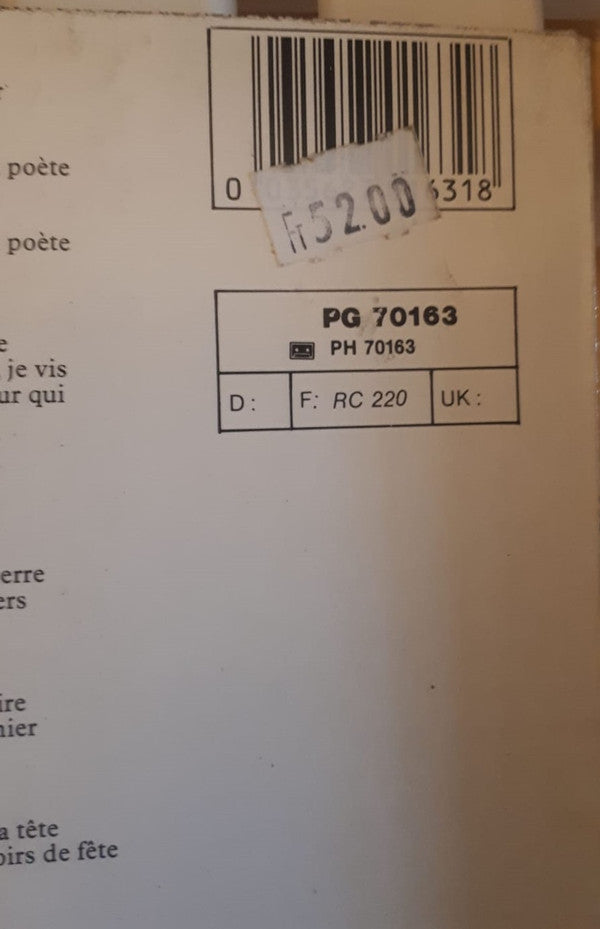 poète
0 6318
Fr 52.00
poète
PG 70163
PH 70163
D: F: RC 220 UK:
e
je vis
ur qui
erre
ers
ire
nier
a tête
oirs de fête